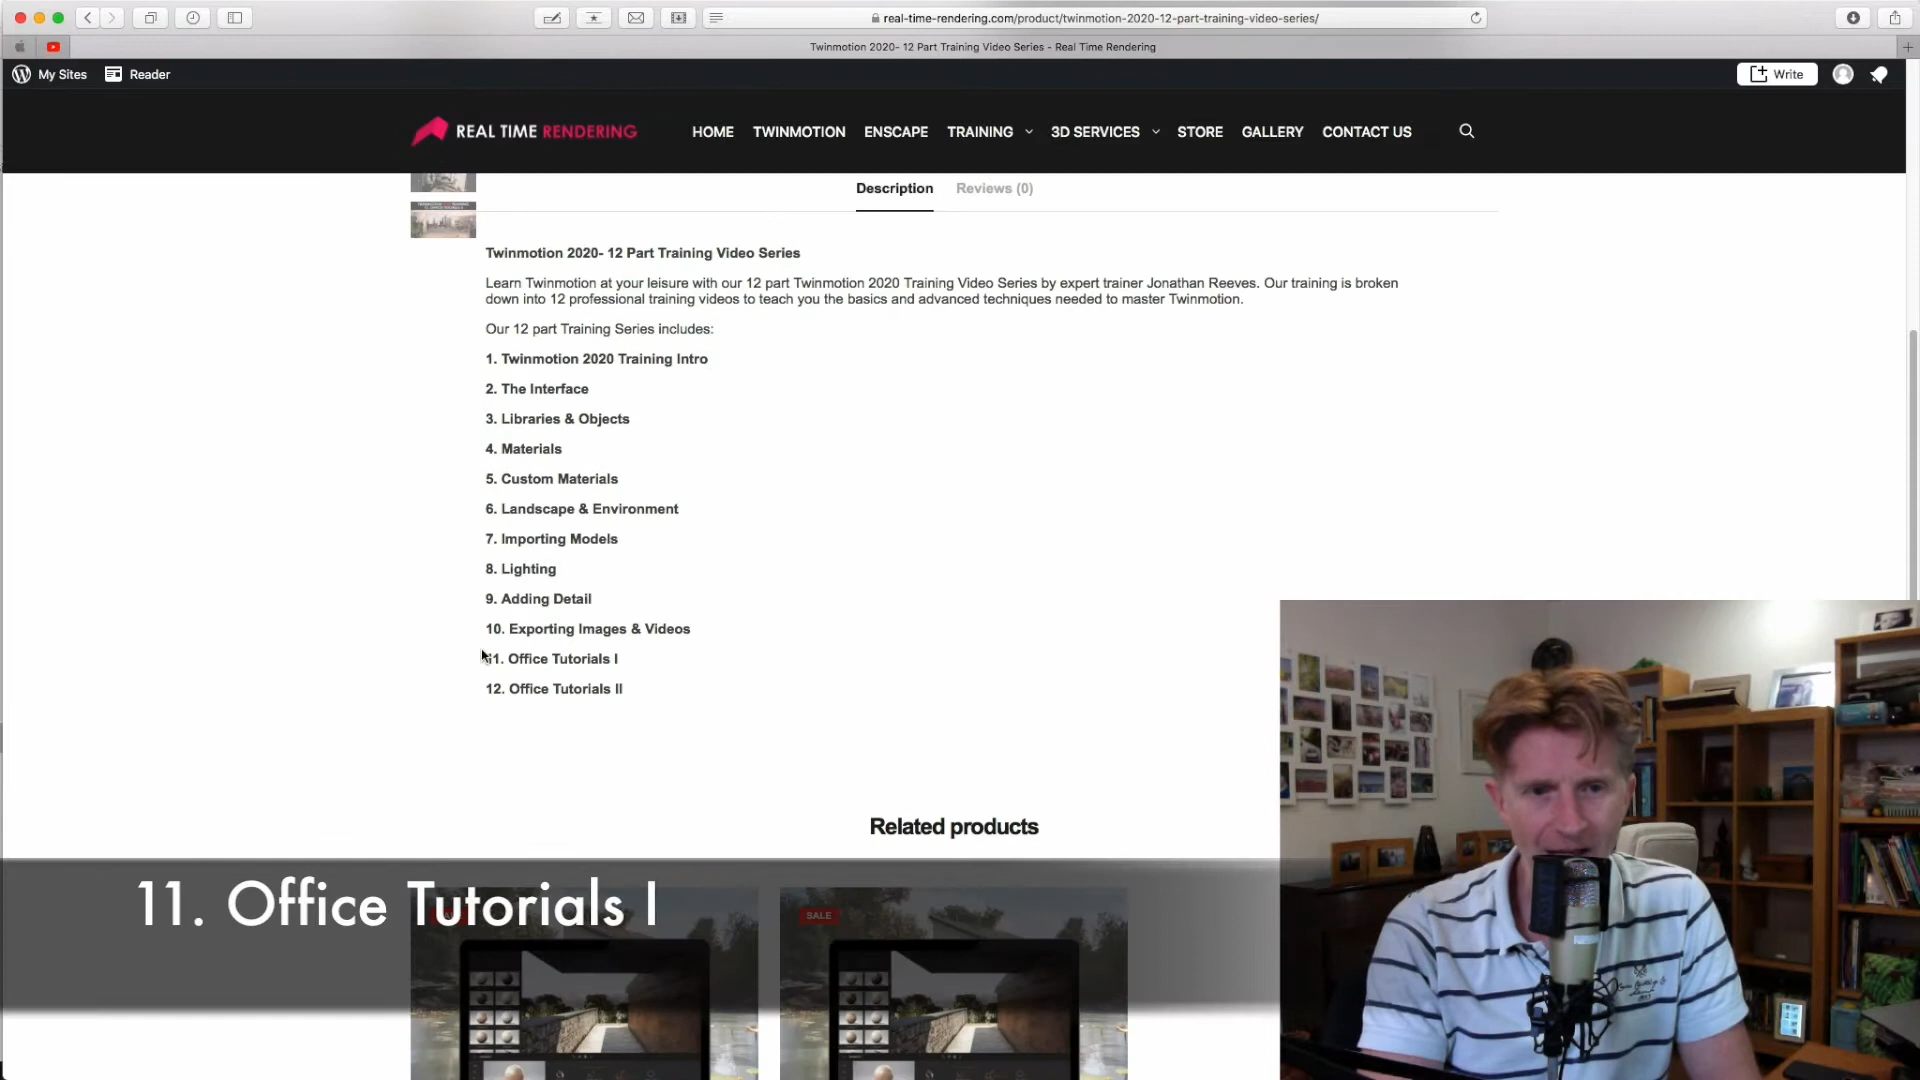 real-time-rendering.com/product/twinmotion-2020-12-part-training-video-series/
Twinmotion 2020- 12 Part Training Video Series - Real Time Rendering
My Sites
Reader
Write
REAL TIME RENDERING
HOME
TWINMOTION
ENSCAPE
TRAINING
3D SERVICES
STORE
GALLERY
CONTACT US
Description
Reviews (0)
Twinmotion 2020- 12 Part Training Video Series
Learn Twinmotion at your leisure with our 12 part Twinmotion 2020 Training Video Series by expert trainer Jonathan Reeves. Our training is broken
down into 12 professional training videos to teach you the basics and advanced techniques needed to master Twinmotion.
Our 12 part Training Series includes:
1. Twinmotion 2020 Training Intro
2. The Interface
3. Libraries & Objects
4. Materials
5. Custom Materials
6. Landscape & Environment
7. Importing Models
8. Lighting
9. Adding Detail
10. Exporting Images & Videos
11. Office Tutorials I
12. Office Tutorials II
Related products
11. Office Tutorials I
SALE